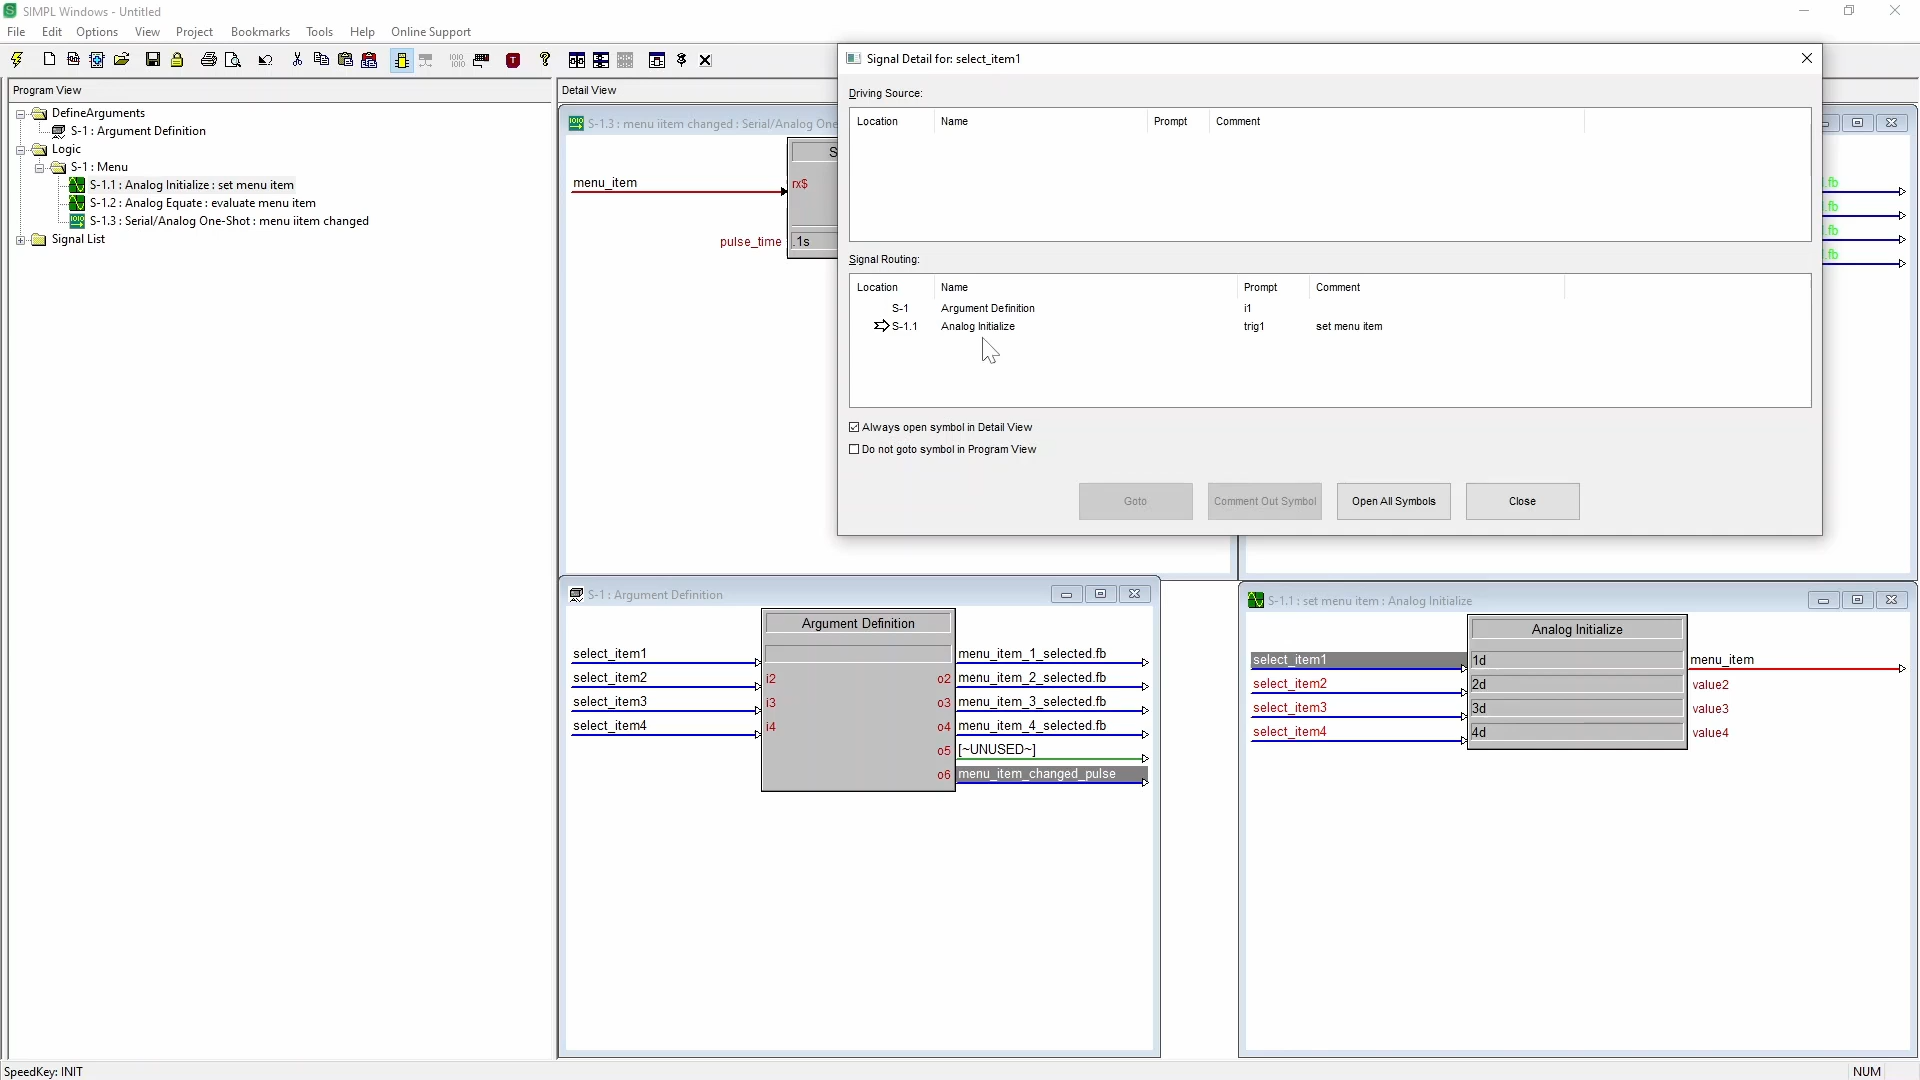 SIMPL Windows - Untitled
File Edit Options View Project Bookmarks Tools Help Online Support
Program View
DefineArguments
S-1 : Argument Definition
Logic
S-1 : Menu
S-1.1 : Analog Initialize : set menu item
S-1.2 : Analog Equate : evaluate menu item
S-1.3 : Serial/Analog One-Shot : menu iitem changed
Signal List
Detail View
S-1.3 : menu iitem changed : Serial/Analog One
S
menu_item
rx$
pulse_time
.1s
Signal Detail for: select_item1
Driving Source:
Location Name Prompt Comment
Signal Routing:
Location Name Prompt Comment
S-1 Argument Definition i1
S-1.1 Analog Initialize trig1 set menu item
Always open symbol in Detail View
Do not goto symbol in Program View
Goto Comment Out Symbol Open All Symbols Close
.fb
.fb
.fb
.fb
S-1 : Argument Definition
Argument Definition
select_item1 menu_item_1_selected.fb
select_item2 i2 o2 menu_item_2_selected.fb
select_item3 i3 o3 menu_item_3_selected.fb
select_item4 i4 o4 menu_item_4_selected.fb
o5 [~UNUSED~]
o6 menu_item_changed_pulse
S-1.1 : set menu item : Analog Initialize
Analog Initialize
select_item1 1d menu_item
select_item2 2d value2
select_item3 3d value3
select_item4 4d value4
SpeedKey: INIT
NUM